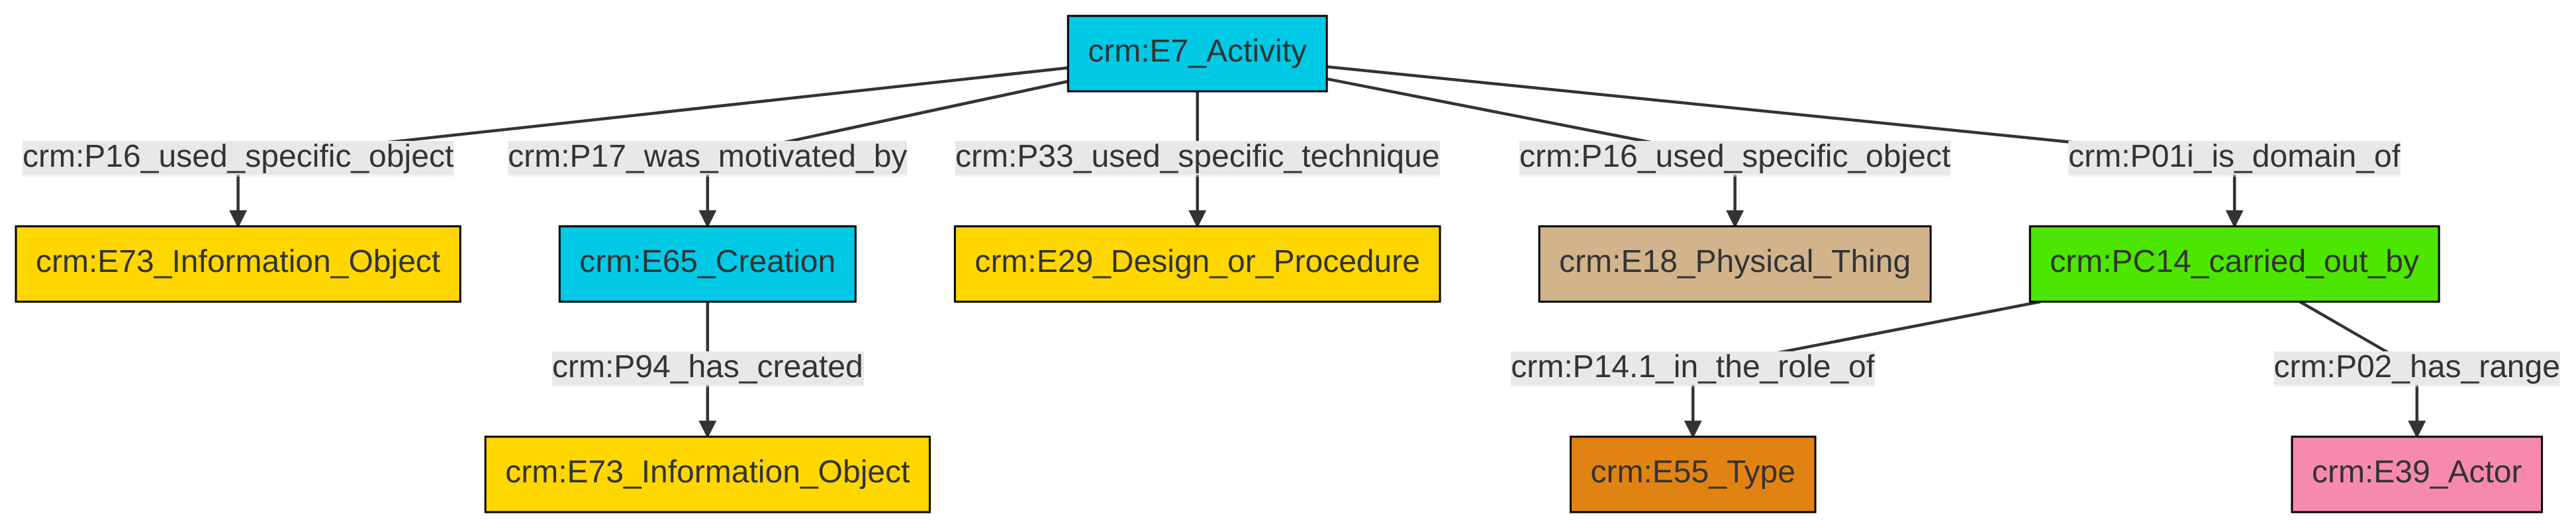 crm:E7_Activity
crm:P16_used_specific_object
crm:P17_was_motivated_by
crm:P33_used_specific_technique
crm:P16_used_specific_object
crm:P01i_is_domain_of
crm:E73_Information_Object
crm:E65_Creation
crm:E29_Design_or_Procedure
crm:E18_Physical_Thing
crm:PC14_carried_out_by
crm:P94_has_created
crm:P14.1_in_the_role_of
crm:P02_has_range
crm:E73_Information_Object
crm:E55_Type
crm:E39_Actor